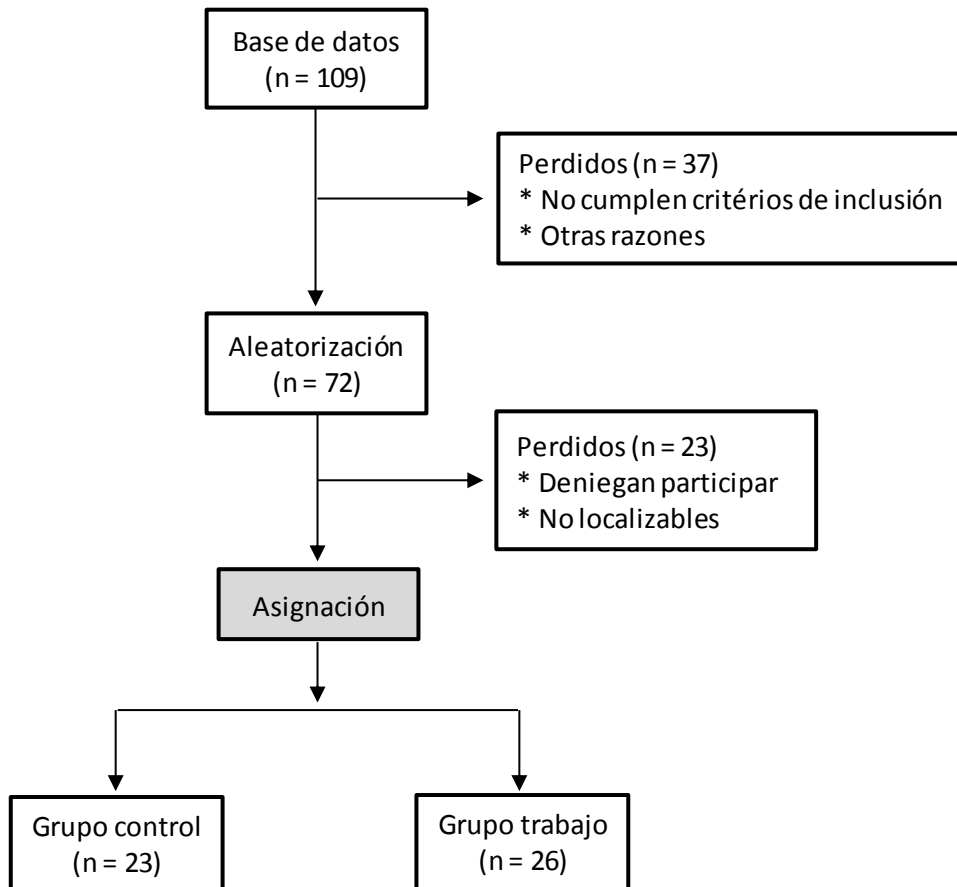 Base de datos
(n = 109)
Perdidos (n = 37)
* No cumplen critérios de inclusión
* Otras razones
Aleatorización
(n = 72)
Perdidos (n = 23)
* Deniegan participar
* No localizables
Asignación
Grupo control
(n = 23)
Grupo trabajo
(n = 26)